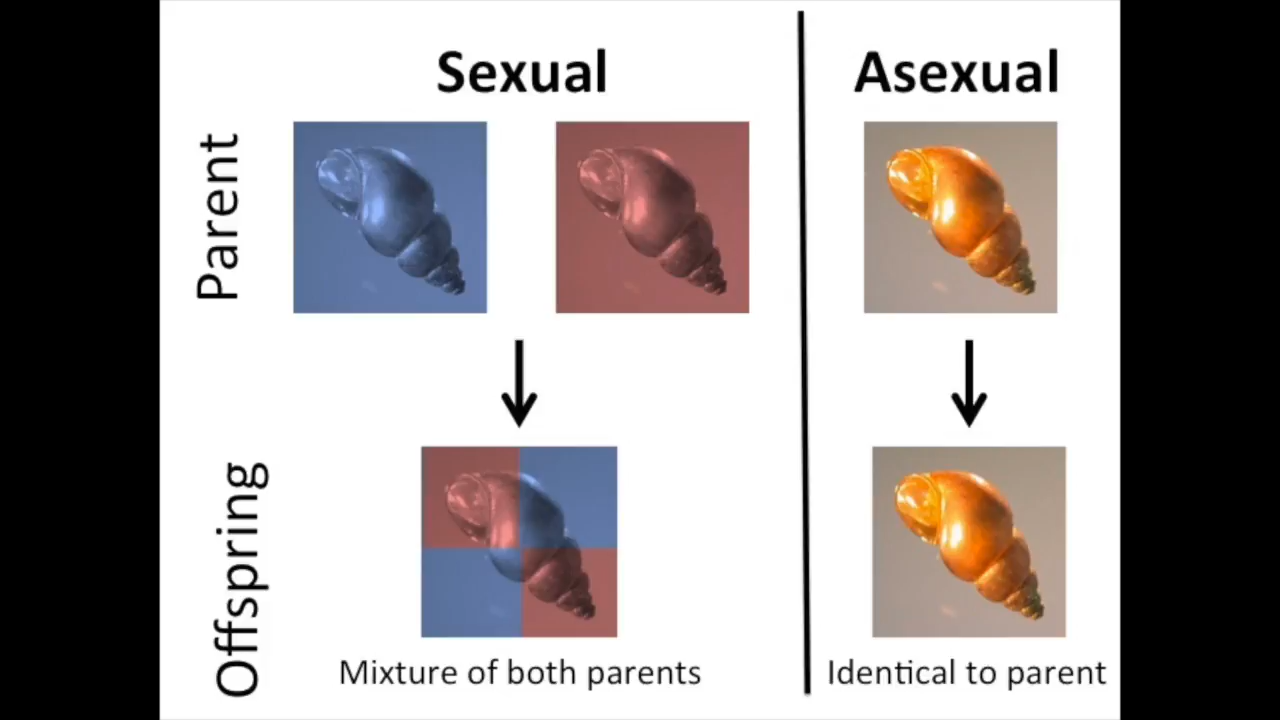 Sexual
Asexual
Parent
Offspring
Mixture of both parents
Identical to parent